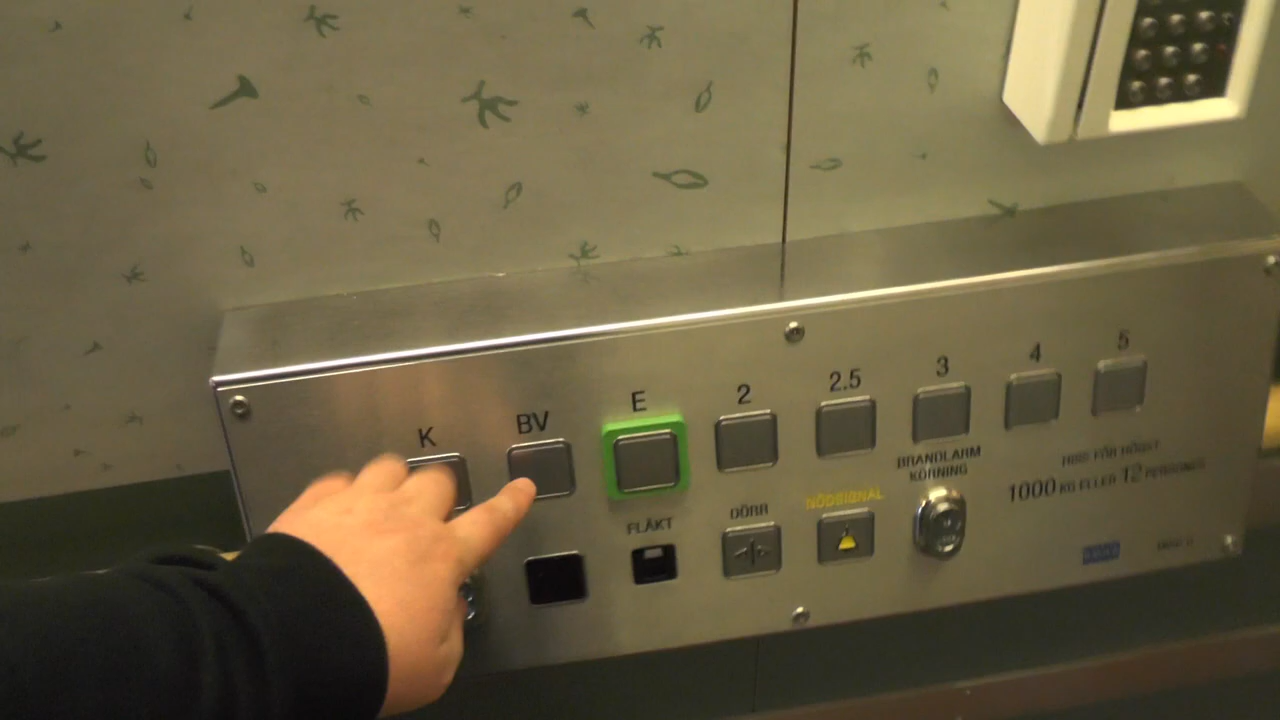 K
BV
E
2
2.5
3
4
5
FLÄKT
DÖRR
NÖDSIGNAL
BRANDLARM
KÖRNING
HISS FÖR HÖGST
1000 KG ELLER 12 PERSONER